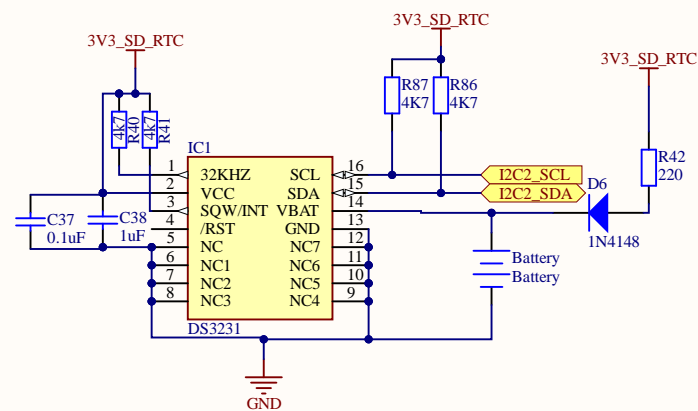 3V3_SD_RTC
3V3_SD_RTC
3V3_SD_RTC
R87
4K7
R86
4K7
4k7
R40
4k7
R41
R42
220
IC1
1
32KHZ
SCL
16
I2C2_SCL
2
VCC
SDA
15
I2C2_SDA
D6
3
SQW/INT
VBAT
14
4
/RST
GND
13
1N4148
5
NC
NC7
12
6
NC1
NC6
11
7
NC2
NC5
10
8
NC3
NC4
9
C37
0.1uF
C38
1uF
Battery
Battery
DS3231
GND